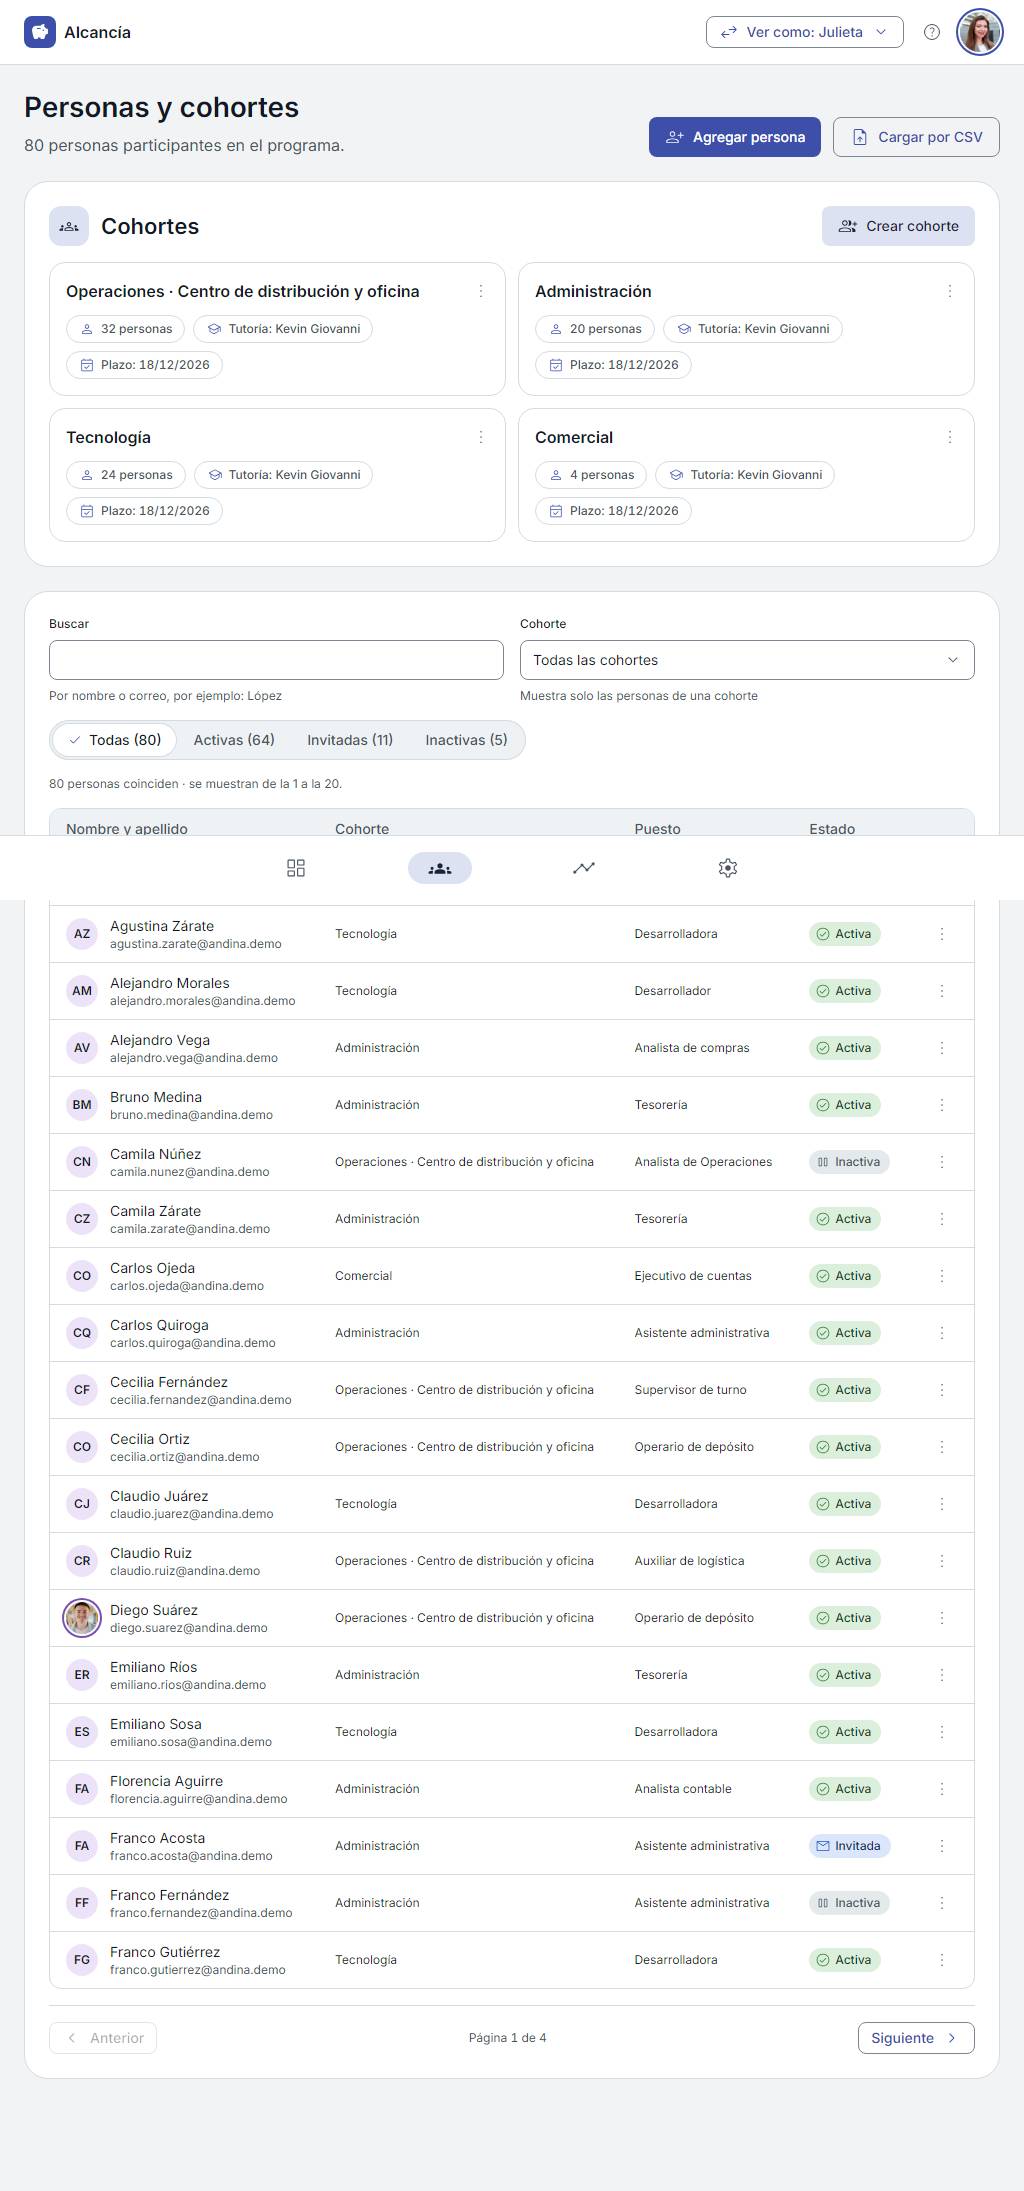 Alcancía
Ver como: Julieta
Personas y cohortes
80 personas participantes en el programa.
Agregar persona
Cargar por CSV
Cohortes
Crear cohorte
Operaciones · Centro de distribución y oficina
32 personas
Tutoría: Kevin Giovanni
Plazo: 18/12/2026
Administración
20 personas
Tutoría: Kevin Giovanni
Plazo: 18/12/2026
Tecnología
24 personas
Tutoría: Kevin Giovanni
Plazo: 18/12/2026
Comercial
4 personas
Tutoría: Kevin Giovanni
Plazo: 18/12/2026
Buscar
Por nombre o correo, por ejemplo: López
Cohorte
Todas las cohortes
Muestra solo las personas de una cohorte
Todas (80) Activas (64) Invitadas (11) Inactivas (5)
80 personas coinciden · se muestran de la 1 a la 20.
Nombre y apellido Cohorte Puesto Estado
AZ Agustina Zárate Tecnología Desarrolladora Activa
agustina.zarate@andina.demo
AM Alejandro Morales Tecnología Desarrollador Activa
alejandro.morales@andina.demo
AV Alejandro Vega Administración Analista de compras Activa
alejandro.vega@andina.demo
BM Bruno Medina Administración Tesorería Activa
bruno.medina@andina.demo
CN Camila Núñez Operaciones · Centro de distribución y oficina Analista de Operaciones Inactiva
camila.nunez@andina.demo
CZ Camila Zárate Administración Tesorería Activa
camila.zarate@andina.demo
CO Carlos Ojeda Comercial Ejecutivo de cuentas Activa
carlos.ojeda@andina.demo
CQ Carlos Quiroga Administración Asistente administrativa Activa
carlos.quiroga@andina.demo
CF Cecilia Fernández Operaciones · Centro de distribución y oficina Supervisor de turno Activa
cecilia.fernandez@andina.demo
CO Cecilia Ortiz Operaciones · Centro de distribución y oficina Operario de depósito Activa
cecilia.ortiz@andina.demo
CJ Claudio Juárez Tecnología Desarrolladora Activa
claudio.juarez@andina.demo
CR Claudio Ruiz Operaciones · Centro de distribución y oficina Auxiliar de logística Activa
claudio.ruiz@andina.demo
Diego Suárez Operaciones · Centro de distribución y oficina Operario de depósito Activa
diego.suarez@andina.demo
ER Emiliano Ríos Administración Tesorería Activa
emiliano.rios@andina.demo
ES Emiliano Sosa Tecnología Desarrolladora Activa
emiliano.sosa@andina.demo
FA Florencia Aguirre Administración Analista contable Activa
florencia.aguirre@andina.demo
FA Franco Acosta Administración Asistente administrativa Invitada
franco.acosta@andina.demo
FF Franco Fernández Administración Asistente administrativa Inactiva
franco.fernandez@andina.demo
FG Franco Gutiérrez Tecnología Desarrolladora Activa
franco.gutierrez@andina.demo
Anterior Página 1 de 4 Siguiente